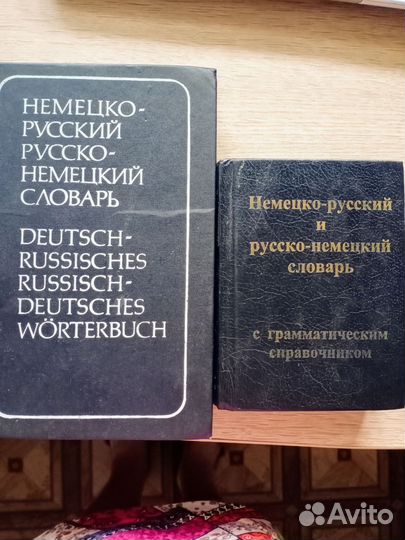 НЕМЕЦКО-
РУССКИЙ
РУССКО-
НЕМЕЦКИЙ
СЛОВАРЬ
DEUTSCH-
RUSSISCHES
RUSSISCH-
DEUTSCHES
WÖRTERBUCH
Немецко-русский
и
русско-немецкий
словарь
с грамматическим
справочником
Avito